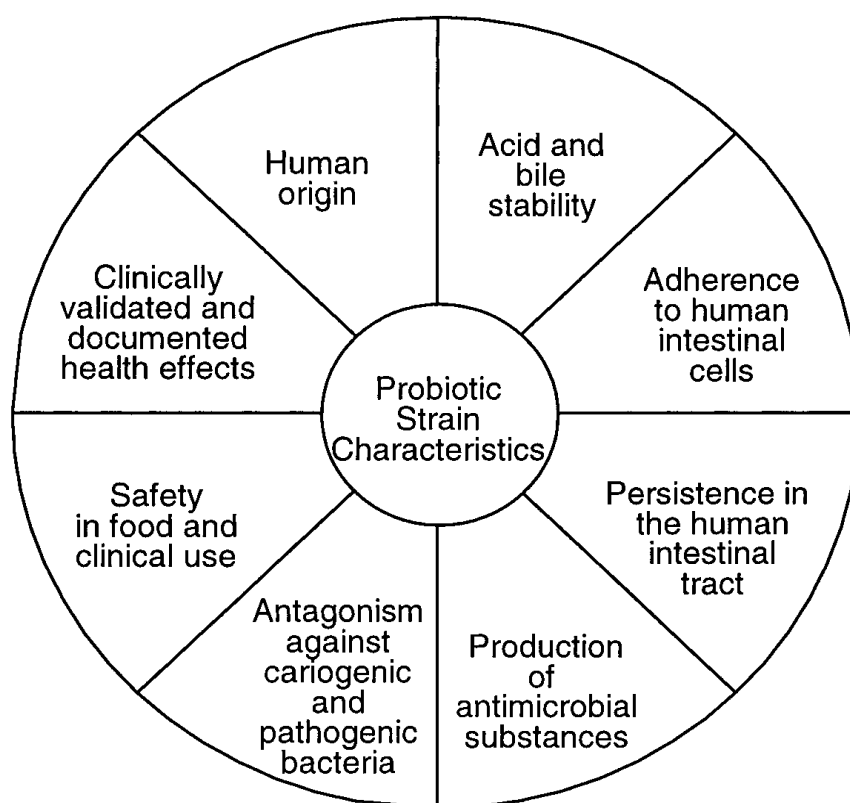 Human
origin
Acid and
bile
stability
Adherence
to human
intestinal
cells
Persistence in
the human
intestinal
tract
Production
of
antimicrobial
substances
Antagonism
against
cariogenic
and
pathogenic
bacteria
Safety
in food and
clinical use
Clinically
validated and
documented
health effects
Probiotic
Strain
Characteristics